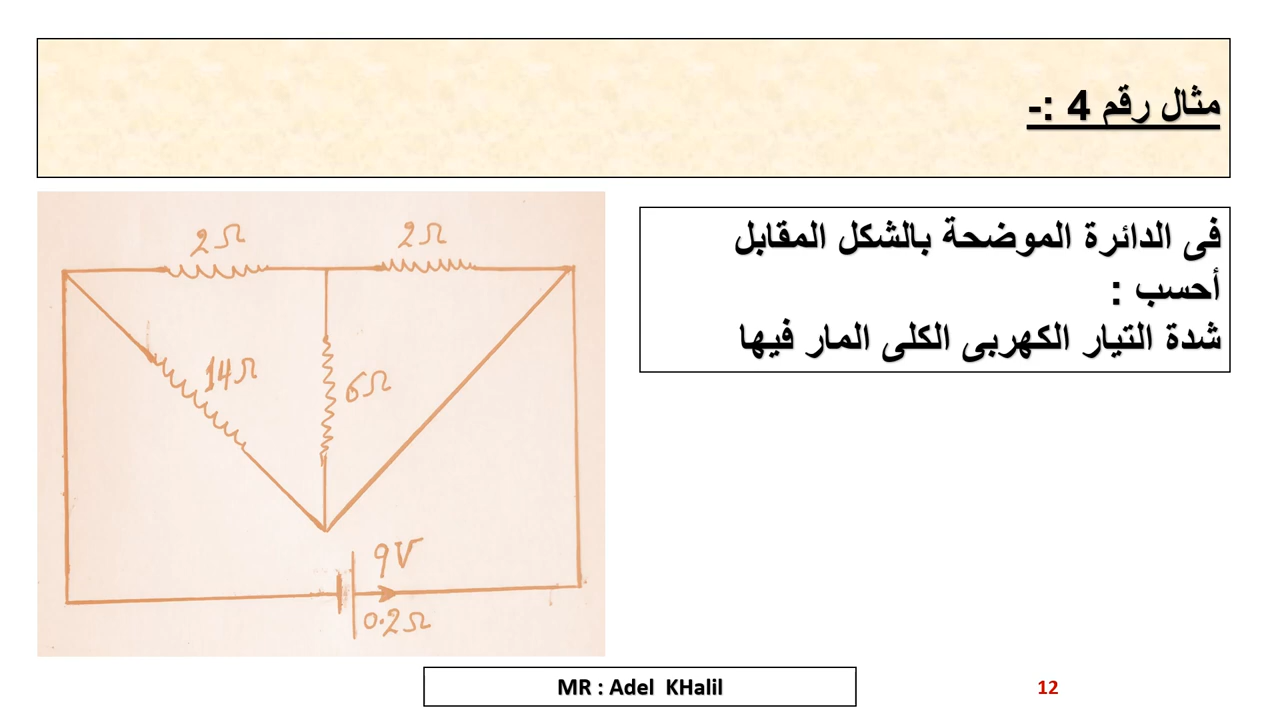 مثال رقم 4 :-
فى الدائرة الموضحة بالشكل المقابل
أحسب :
شدة التيار الكهربى الكلى المار فيها
2Ω
2Ω
14Ω
6Ω
9V
0.2Ω
MR : Adel KHalil
12